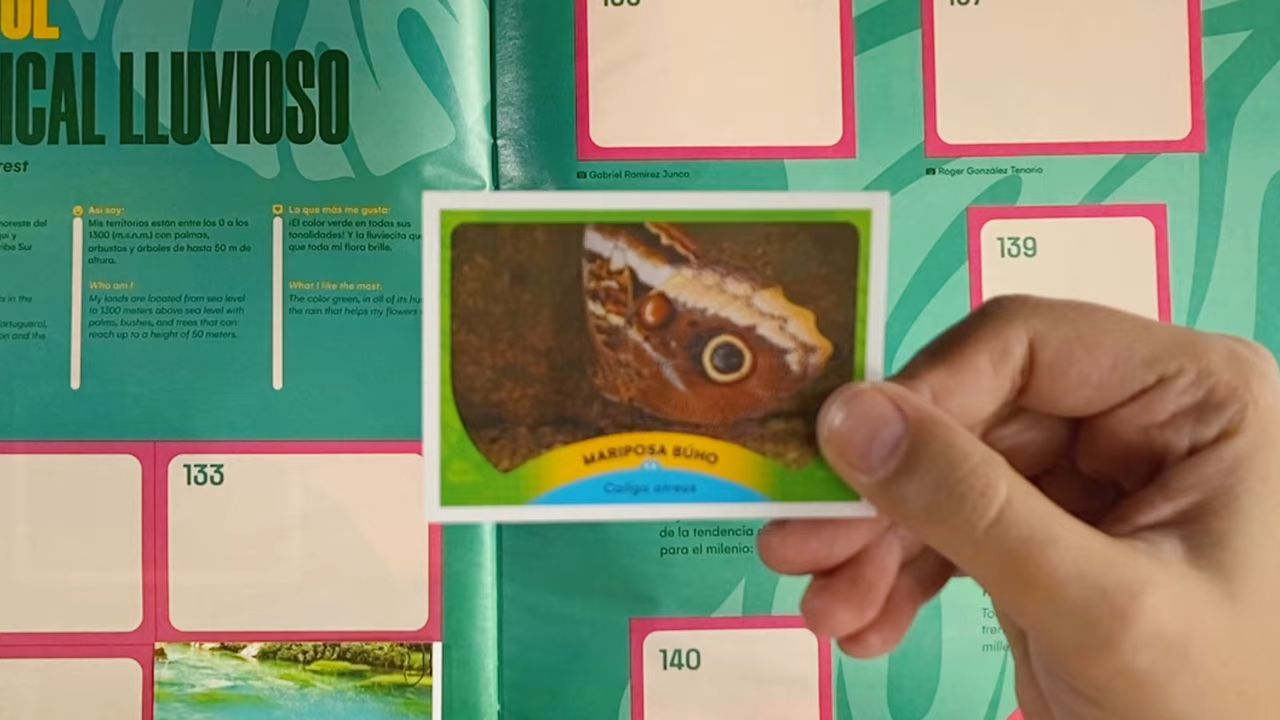 ICAL LLUVIOSO
Así soy:
Mis territorios están entre los 0 a los
1300 (m.s.n.m.) con palmas,
arbustos y árboles de hasta 50 m de
altura.
Who am I:
My lands are located from sea level
to 1300 meters above sea level with
palms, bushes, and trees that can
reach up to a height of 50 meters.
Lo que más me gusta:
¡El color verde en todas sus
tonalidades! Y la lluviecita
que toda mi flora brille.
What I like the most:
The color green, in all of its
the rain that helps my flowers
133
Gabriel Ramírez Junco
Roger González Tenorio
139
MARIPOSA BÚHO
Caligo atreus
de la tendencia
para el milenio:
140